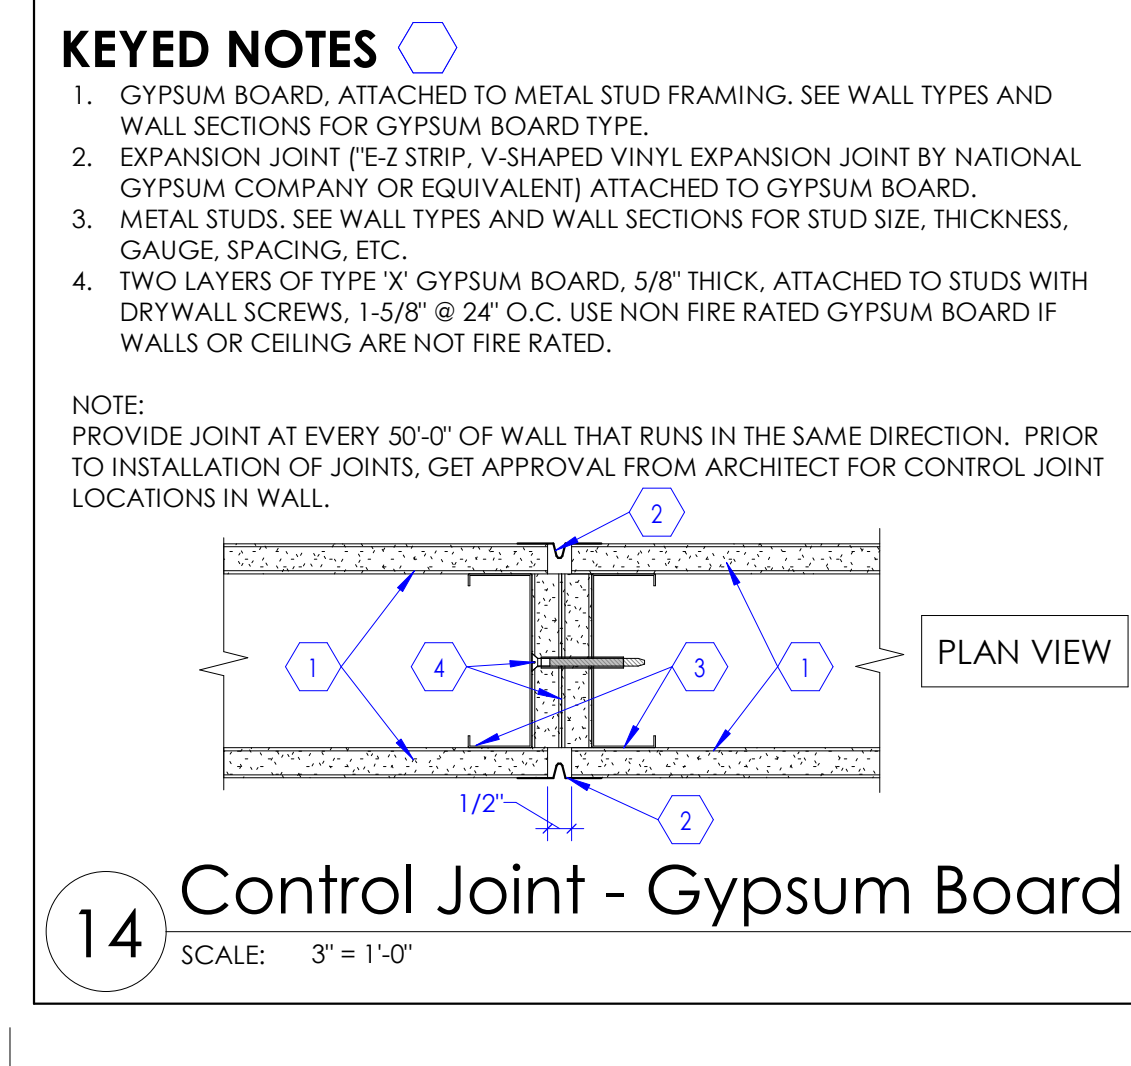 KEYED NOTES
1. GYPSUM BOARD, ATTACHED TO METAL STUD FRAMING. SEE WALL TYPES AND
WALL SECTIONS FOR GYPSUM BOARD TYPE.
2. EXPANSION JOINT ("E-Z STRIP, V-SHAPED VINYL EXPANSION JOINT BY NATIONAL
GYPSUM COMPANY OR EQUIVALENT) ATTACHED TO GYPSUM BOARD.
3. METAL STUDS. SEE WALL TYPES AND WALL SECTIONS FOR STUD SIZE, THICKNESS,
GAUGE, SPACING, ETC.
4. TWO LAYERS OF TYPE 'X' GYPSUM BOARD, 5/8" THICK, ATTACHED TO STUDS WITH
DRYWALL SCREWS, 1-5/8" @ 24" O.C. USE NON FIRE RATED GYPSUM BOARD IF
WALLS OR CEILING ARE NOT FIRE RATED.
NOTE:
PROVIDE JOINT AT EVERY 50'-0" OF WALL THAT RUNS IN THE SAME DIRECTION. PRIOR
TO INSTALLATION OF JOINTS, GET APPROVAL FROM ARCHITECT FOR CONTROL JOINT
LOCATIONS IN WALL.
2
1
4
3
1
PLAN VIEW
1/2"
2
14
Control Joint - Gypsum Board
SCALE: 3" = 1'-0"